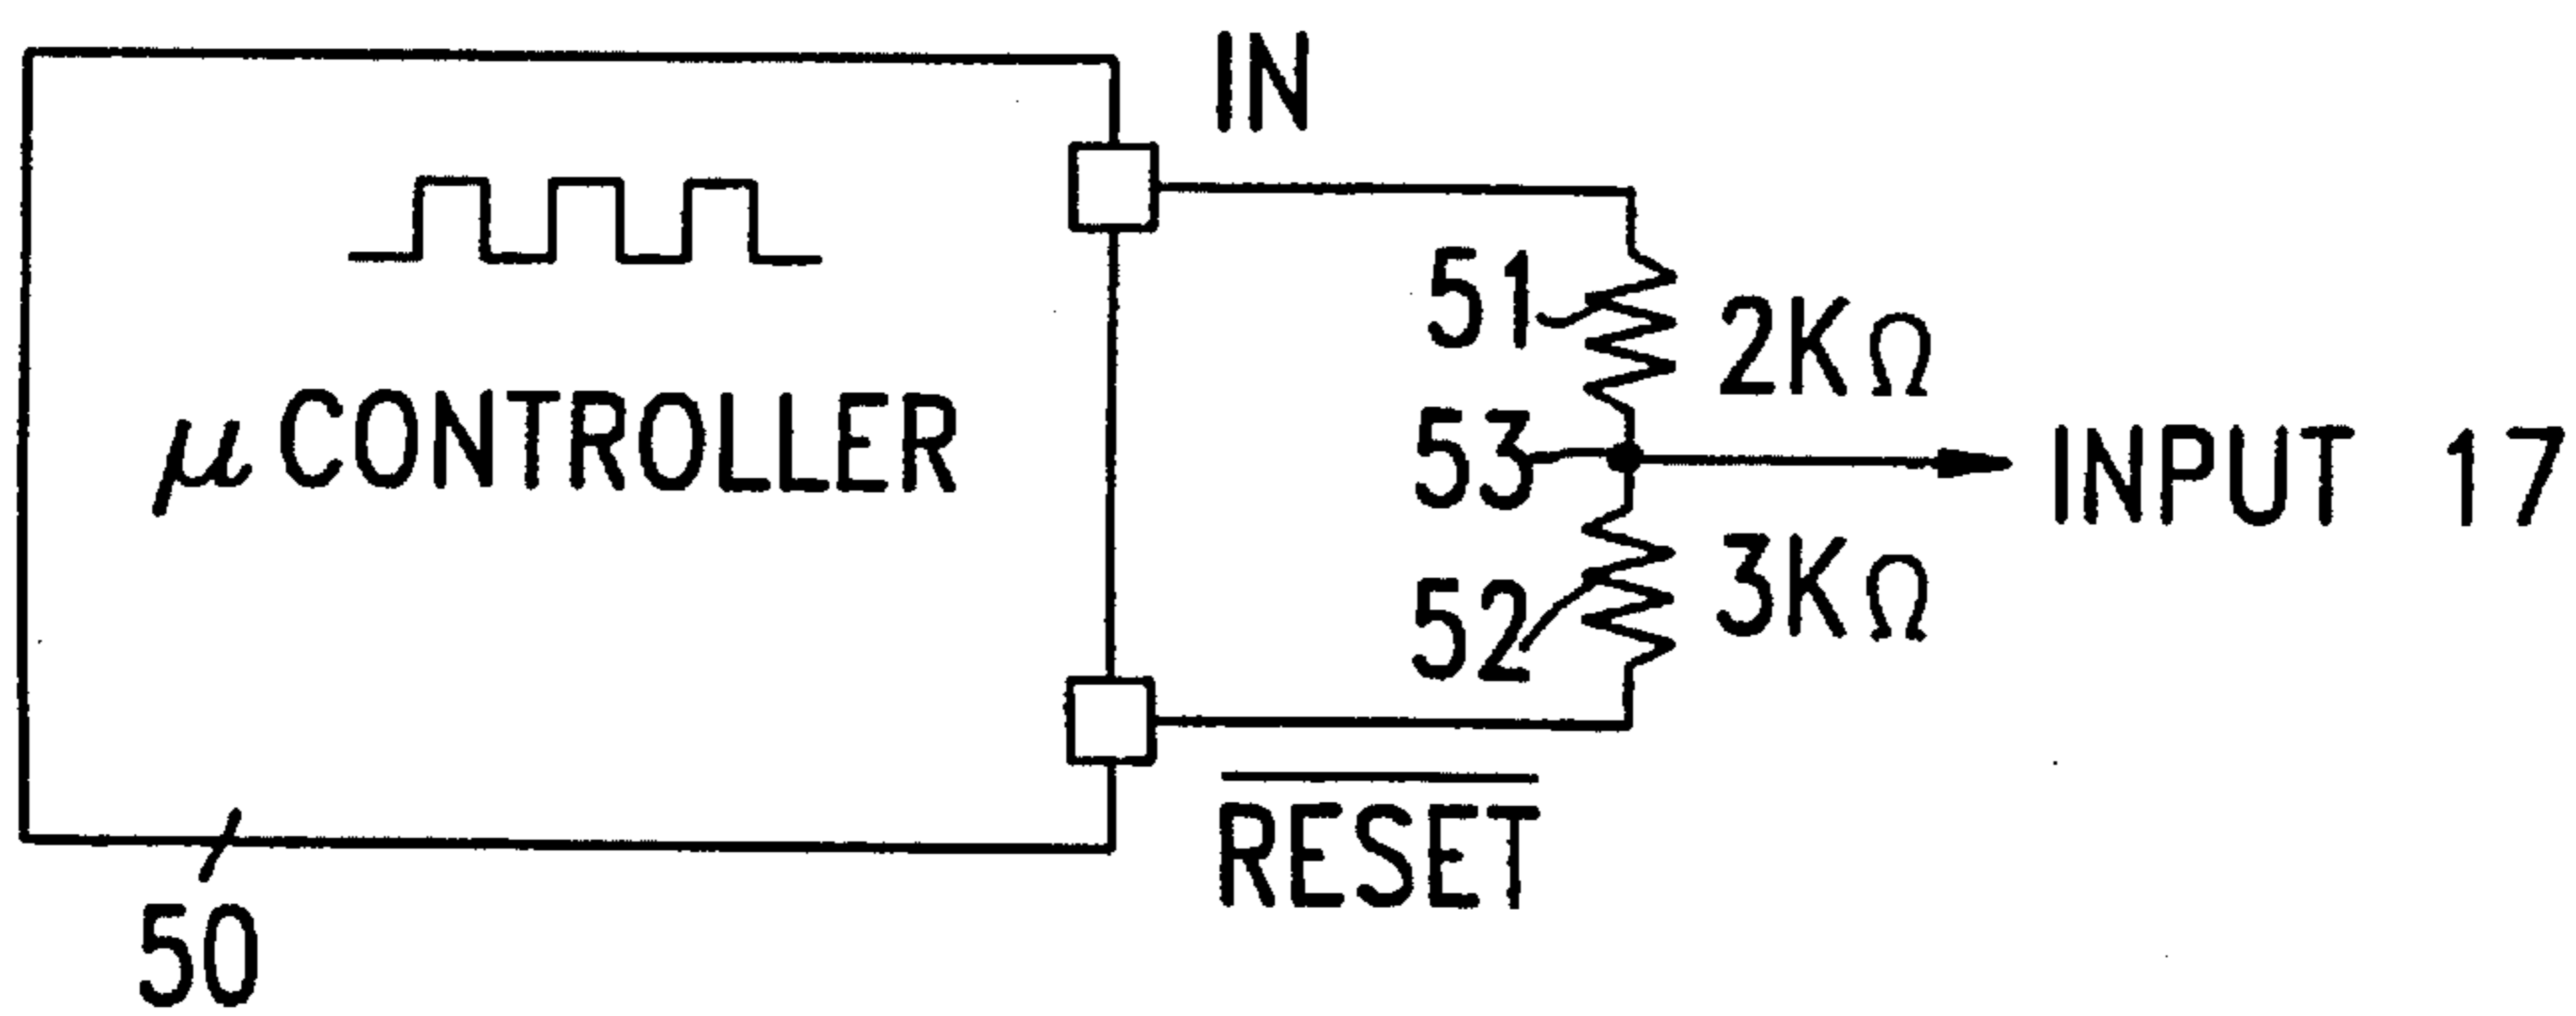 IN
51
2KΩ
μCONTROLLER
53
INPUT 17
52
3KΩ
RESET
50